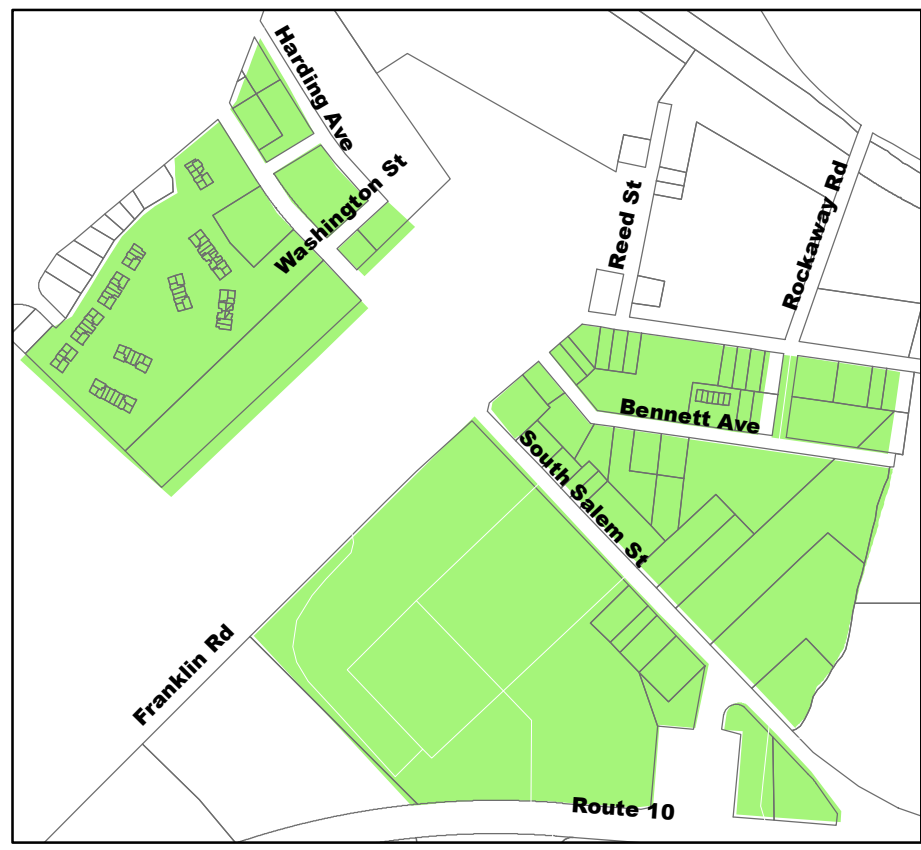 Harding Ave
Washington St
Reed St
Rockaway Rd
Bennett Ave
South Salem St
Franklin Rd
Route 10